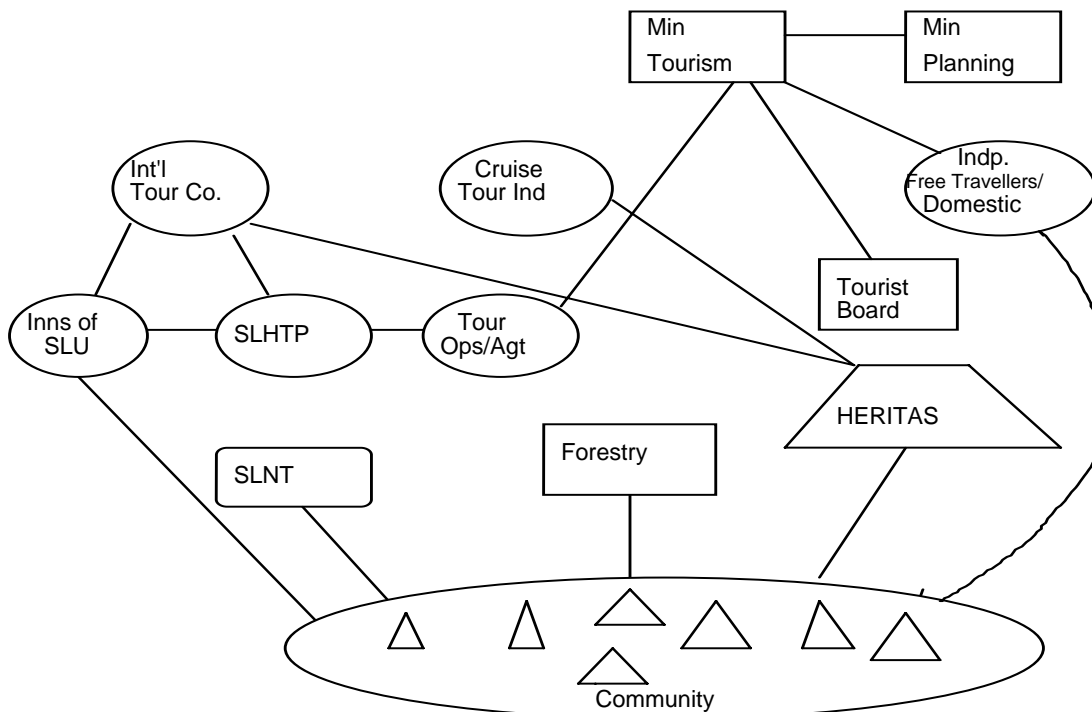 Min
Tourism
Min
Planning
Int'l
Tour Co.
Cruise
Tour Ind
Indp.
Free Travellers/
Domestic
Tourist
Board
Inns of
SLU
SLHTP
Tour
Ops/Agt
HERITAS
SLNT
Forestry
Community